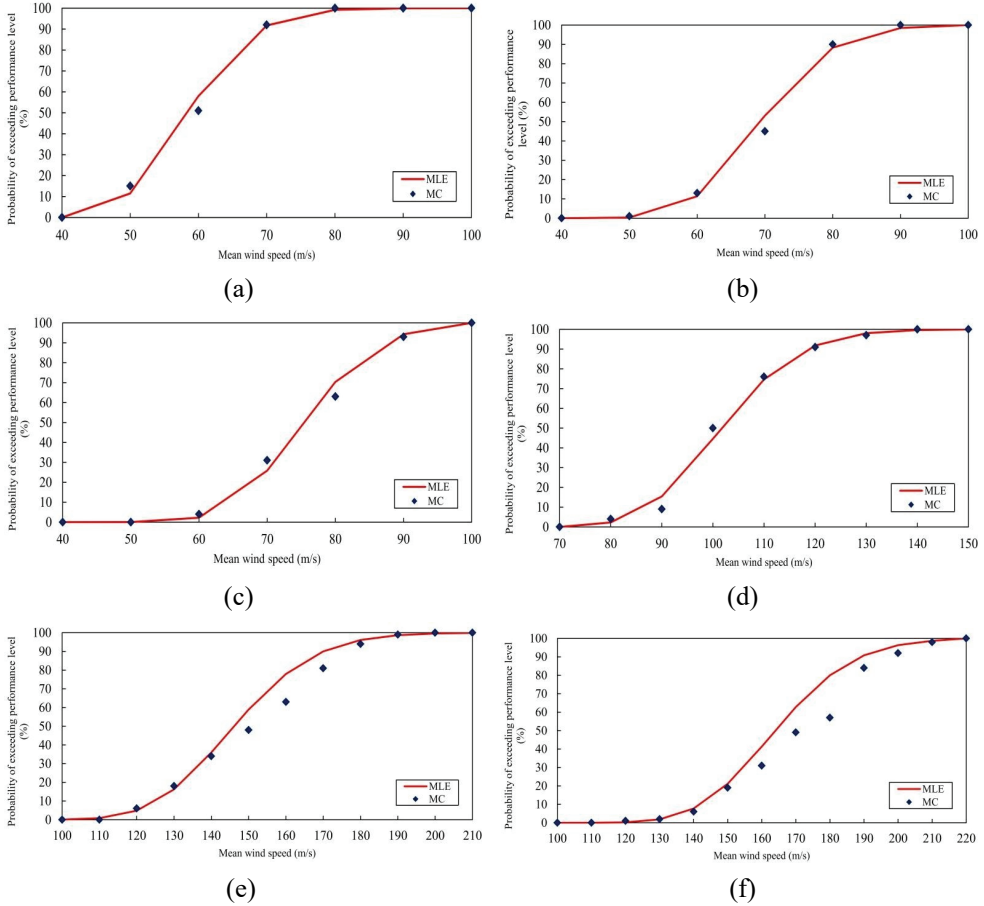 Probability of exceeding performance level
(%)
100
90
80
70
60
50
40
30
20
10
0
MLE
MC
40 50 60 70 80 90 100
Mean wind speed (m/s)
(a)
Probability of exceeding performance
level (%)
100
90
80
70
60
50
40
30
20
10
0
MLE
MC
40 50 60 70 80 90 100
Mean wind speed (m/s)
(b)
Probability of exceeding performance level
(%)
100
90
80
70
60
50
40
30
20
10
0
MLE
MC
40 50 60 70 80 90 100
Mean wind speed (m/s)
(c)
Probability of exceeding performance level
(%)
100
90
80
70
60
50
40
30
20
10
0
MLE
MC
70 80 90 100 110 120 130 140 150
Mean wind speed (m/s)
(d)
Probability of exceeding performance level
(%)
100
90
80
70
60
50
40
30
20
10
0
MLE
MC
100 110 120 130 140 150 160 170 180 190 200 210
Mean wind speed (m/s)
(e)
Probability of exceeding performance level
(%)
100
90
80
70
60
50
40
30
20
10
0
MLE
MC
100 110 120 130 140 150 160 170 180 190 200 210 220
Mean wind speed (m/s)
(f)